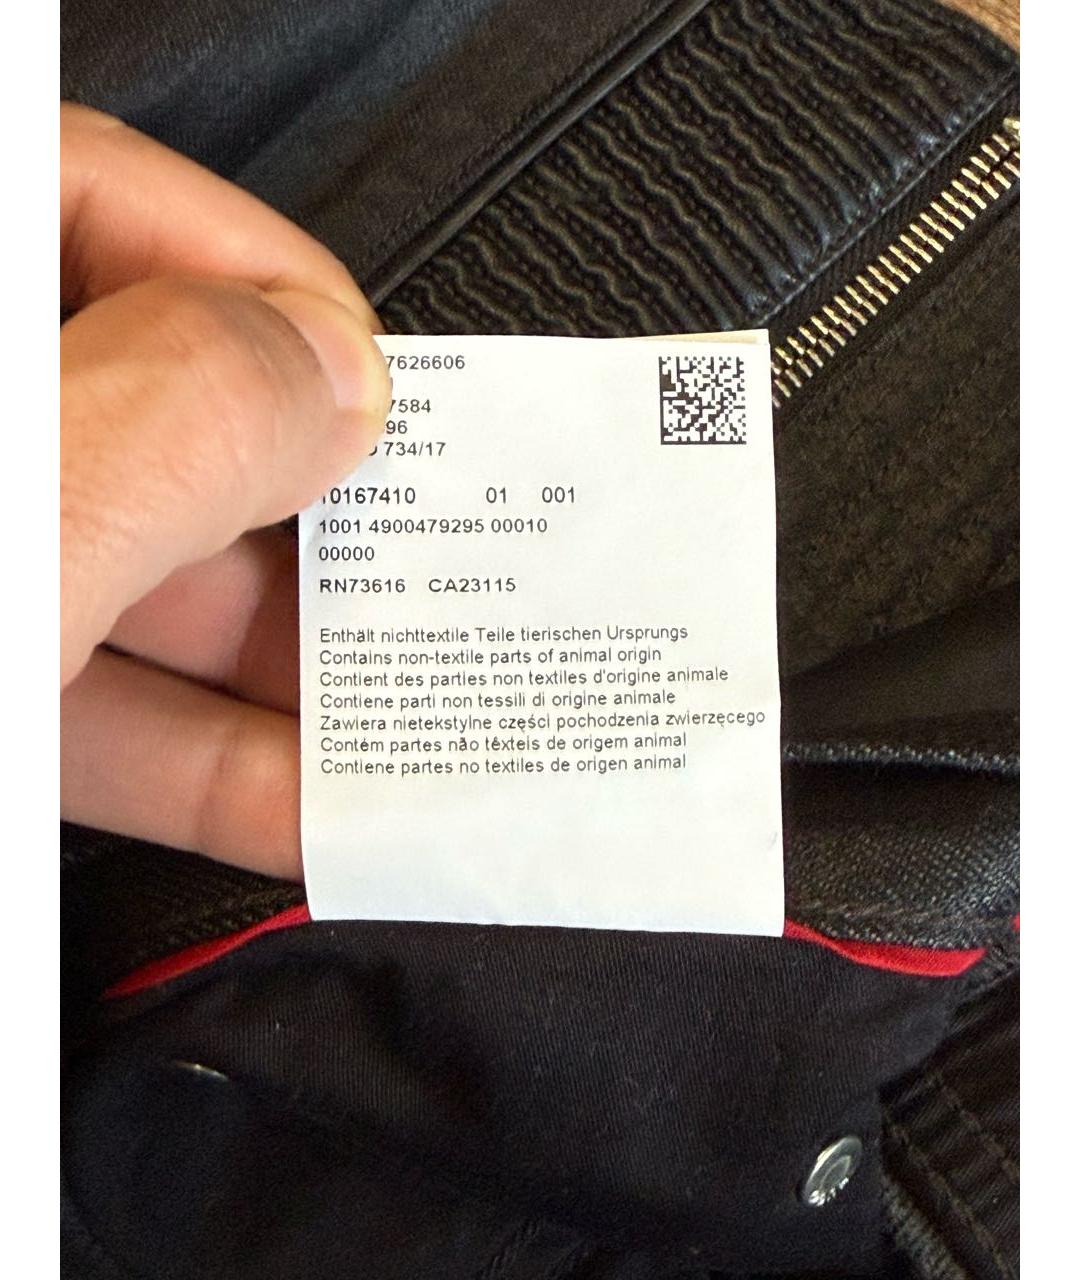 7626606
7584
96
734/17
10167410 01 001
1001 4900479295 00010
00000
RN73616 CA23115
Enthält nichttextile Teile tierischen Ursprungs
Contains non-textile parts of animal origin
Contient des parties non textiles d'origine animale
Contiene parti non tessili di origine animale
Zawiera nietekstylne części pochodzenia zwierzęcego
Contém partes não têxteis de origem animal
Contiene partes no textiles de origen animal